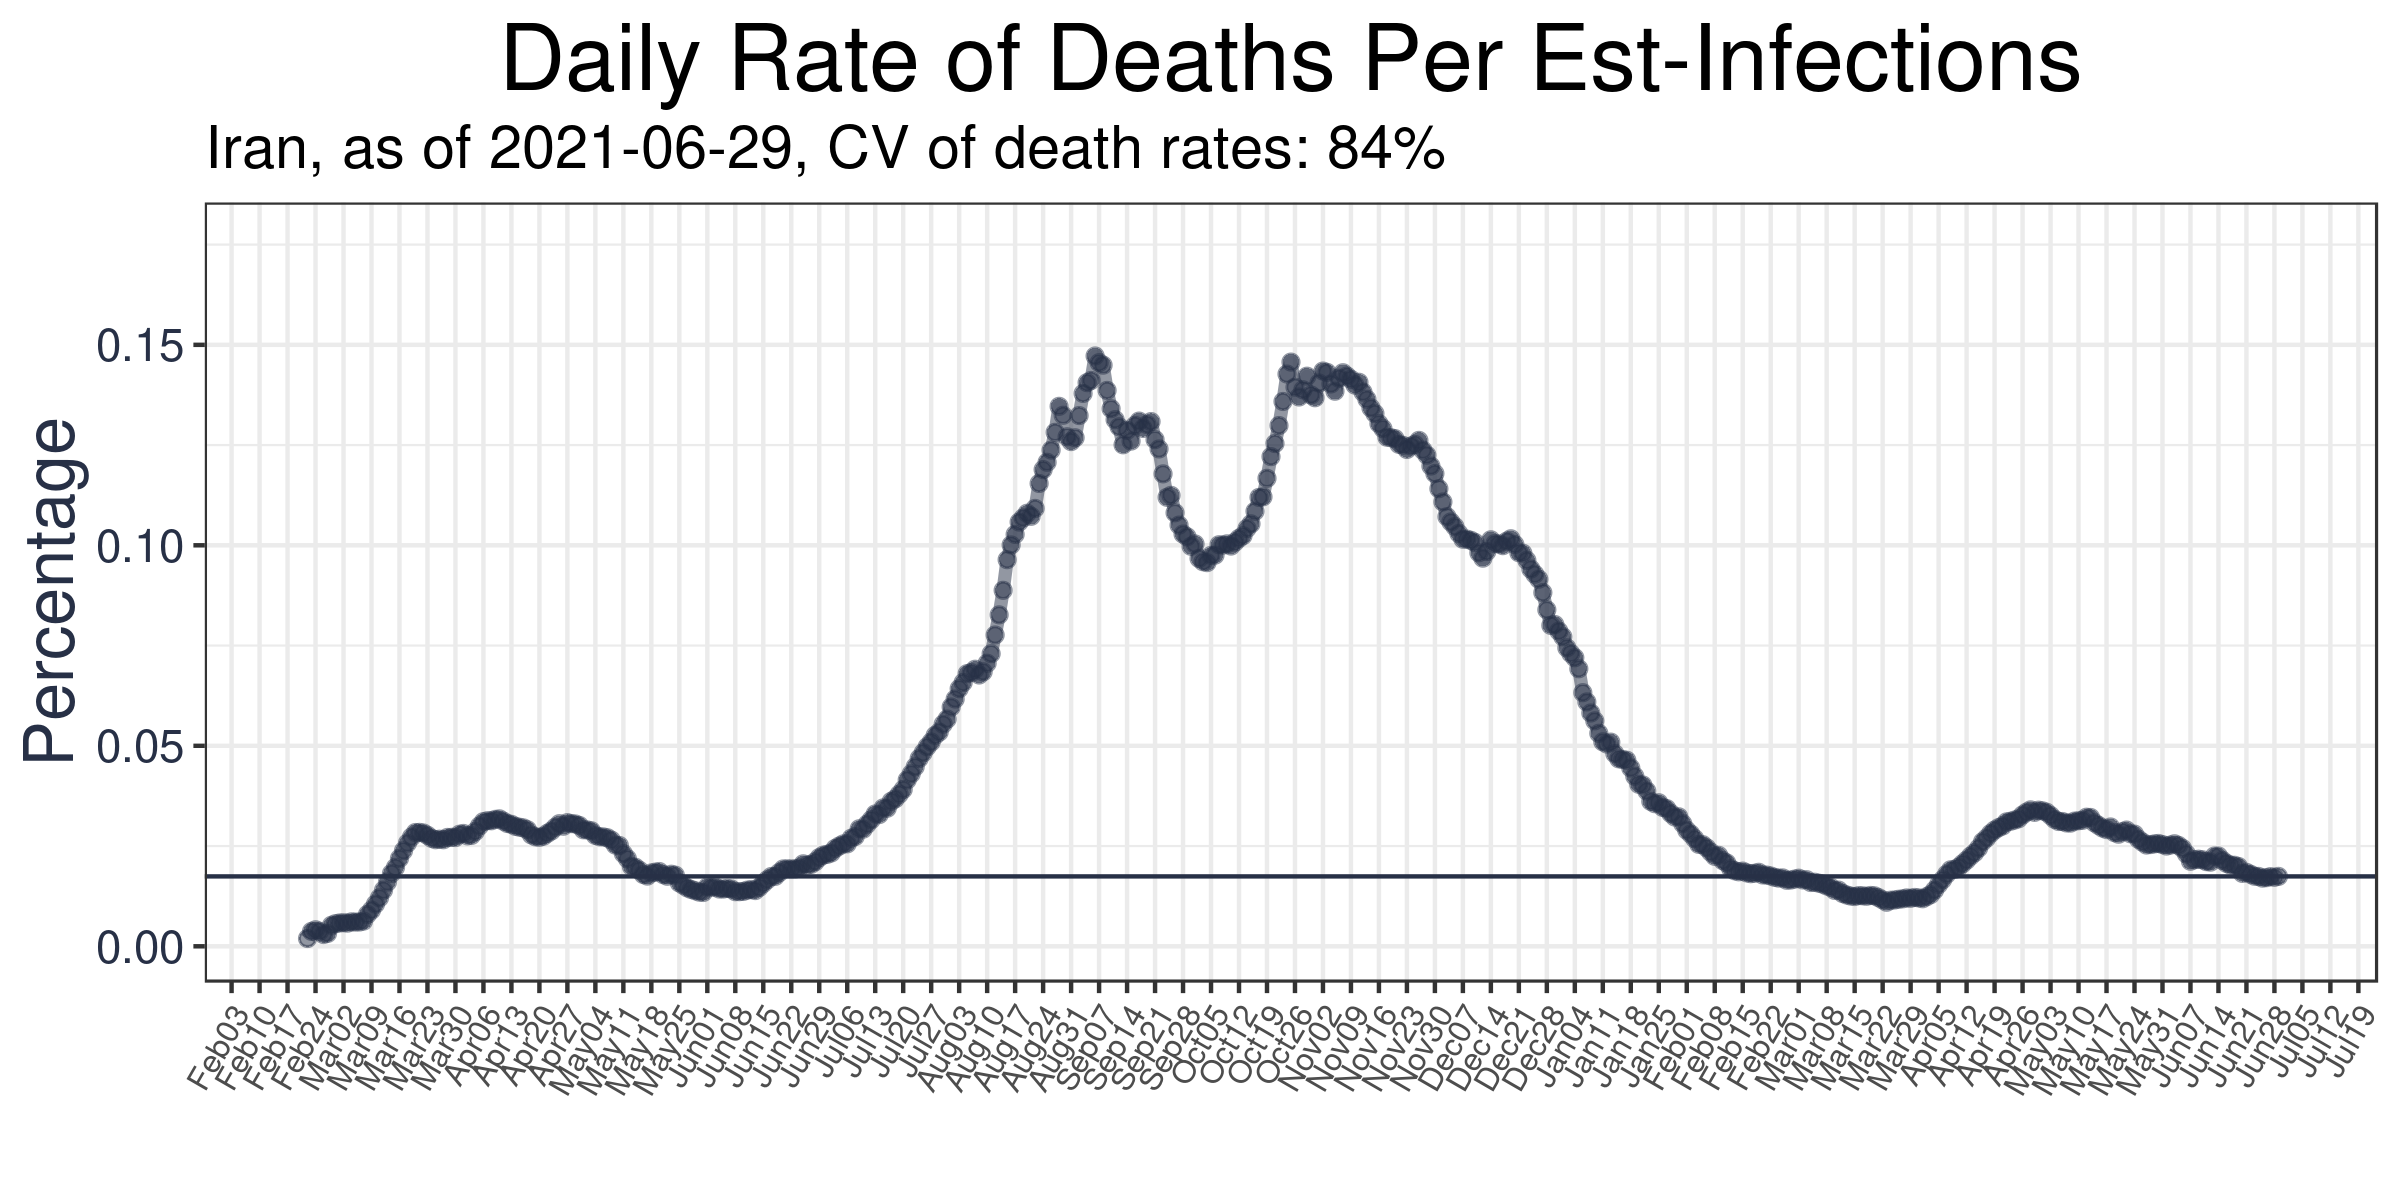 Daily Rate of Deaths Per Est-Infections
Iran, as of 2021-06-29, CV of death rates: 84%
Percentage
0.15
0.10
0.05
0.00
Feb03
Feb10
Feb17
Feb24
Mar02
Mar09
Mar16
Mar23
Mar30
Apr06
Apr13
Apr20
Apr27
May04
May11
May18
May25
Jun01
Jun08
Jun15
Jun22
Jun29
Jul06
Jul13
Jul20
Jul27
Aug03
Aug10
Aug17
Aug24
Aug31
Sep07
Sep14
Sep21
Sep28
Oct05
Oct12
Oct19
Oct26
Nov02
Nov09
Nov16
Nov23
Nov30
Dec07
Dec14
Dec21
Dec28
Jan04
Jan11
Jan18
Jan25
Feb01
Feb08
Feb15
Feb22
Mar01
Mar08
Mar15
Mar22
Mar29
Apr05
Apr12
Apr19
Apr26
May03
May10
May17
May24
May31
May07
Jun14
Jun21
Jun28
Jul05
Jul12
Jul19